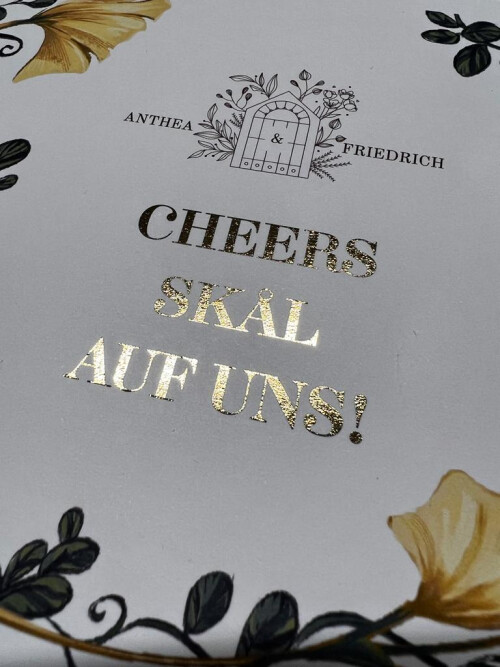 ANTHEA & FRIEDRICH
CHEERS
SKÅL
AUF UNS!